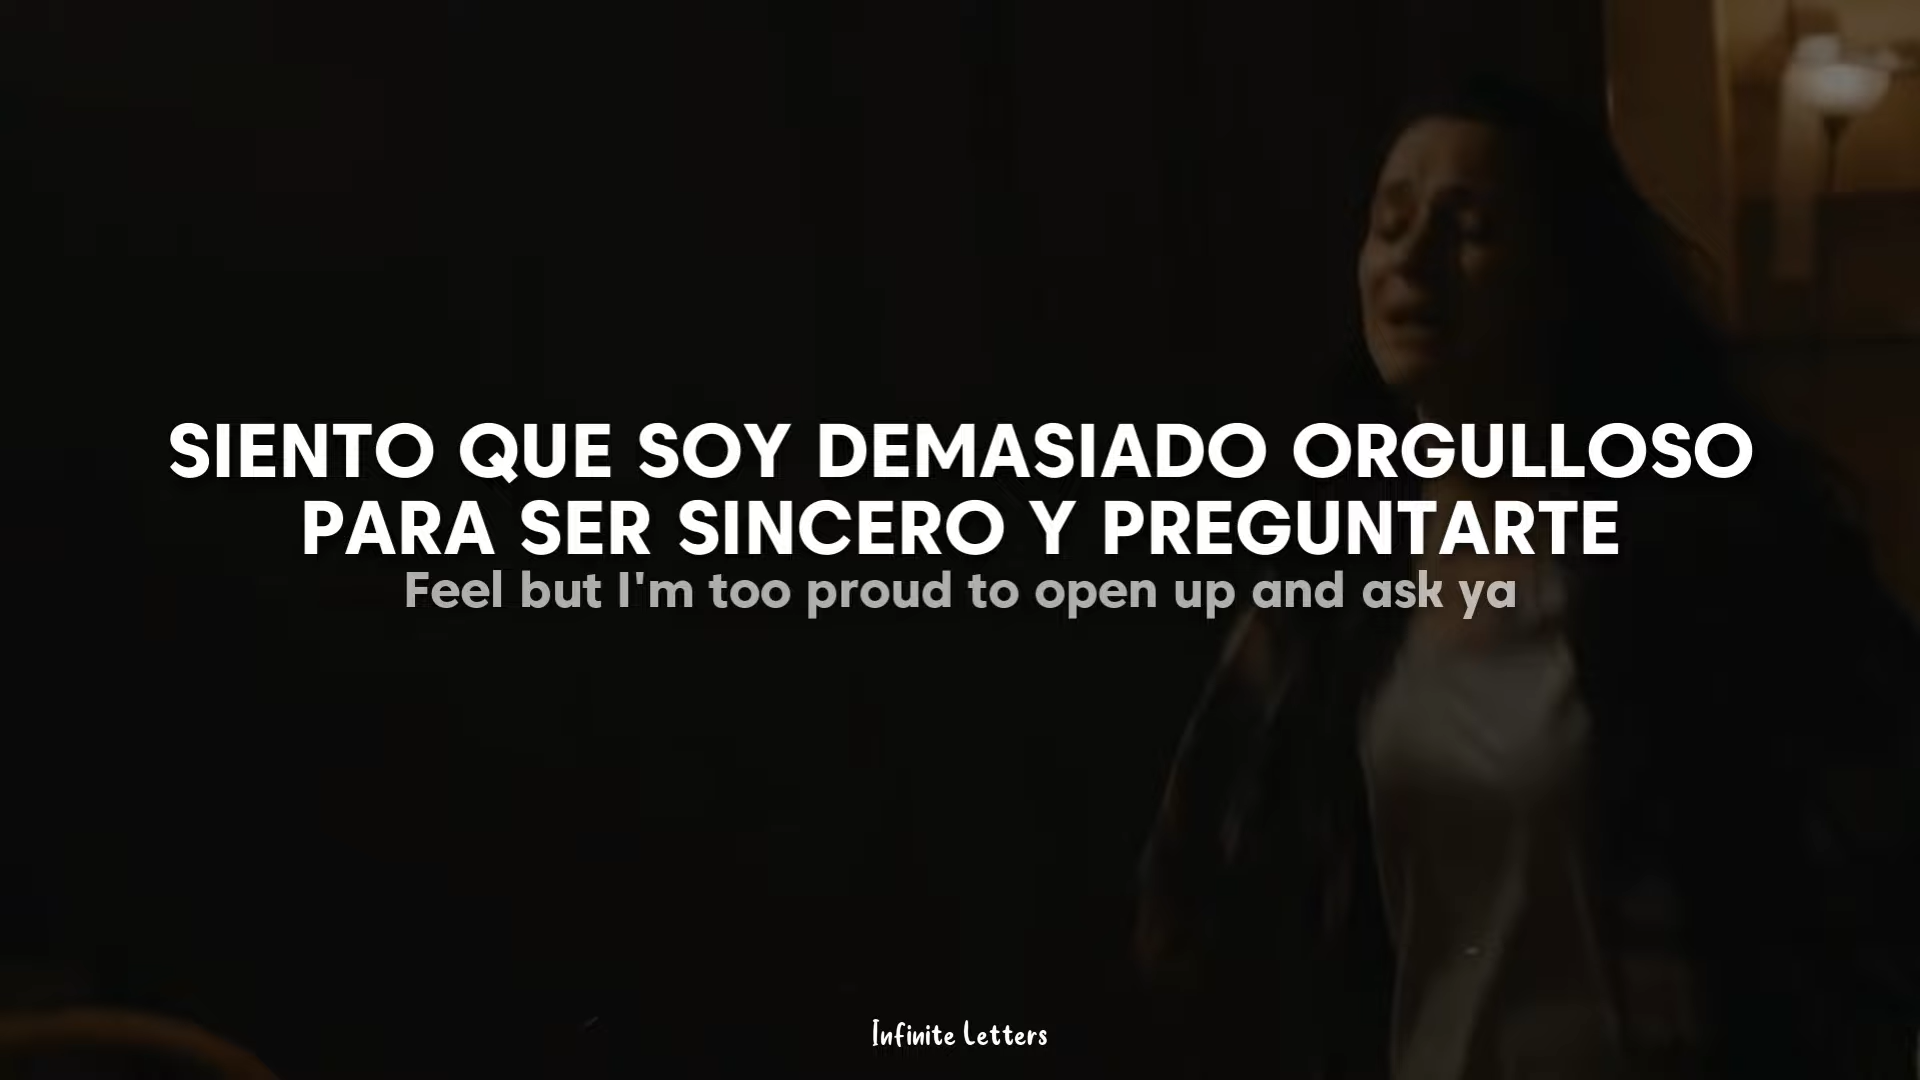 SIENTO QUE SOY DEMASIADO ORGULLOSO
PARA SER SINCERO Y PREGUNTARTE
Feel but I'm too proud to open up and ask ya
Infinite Letters